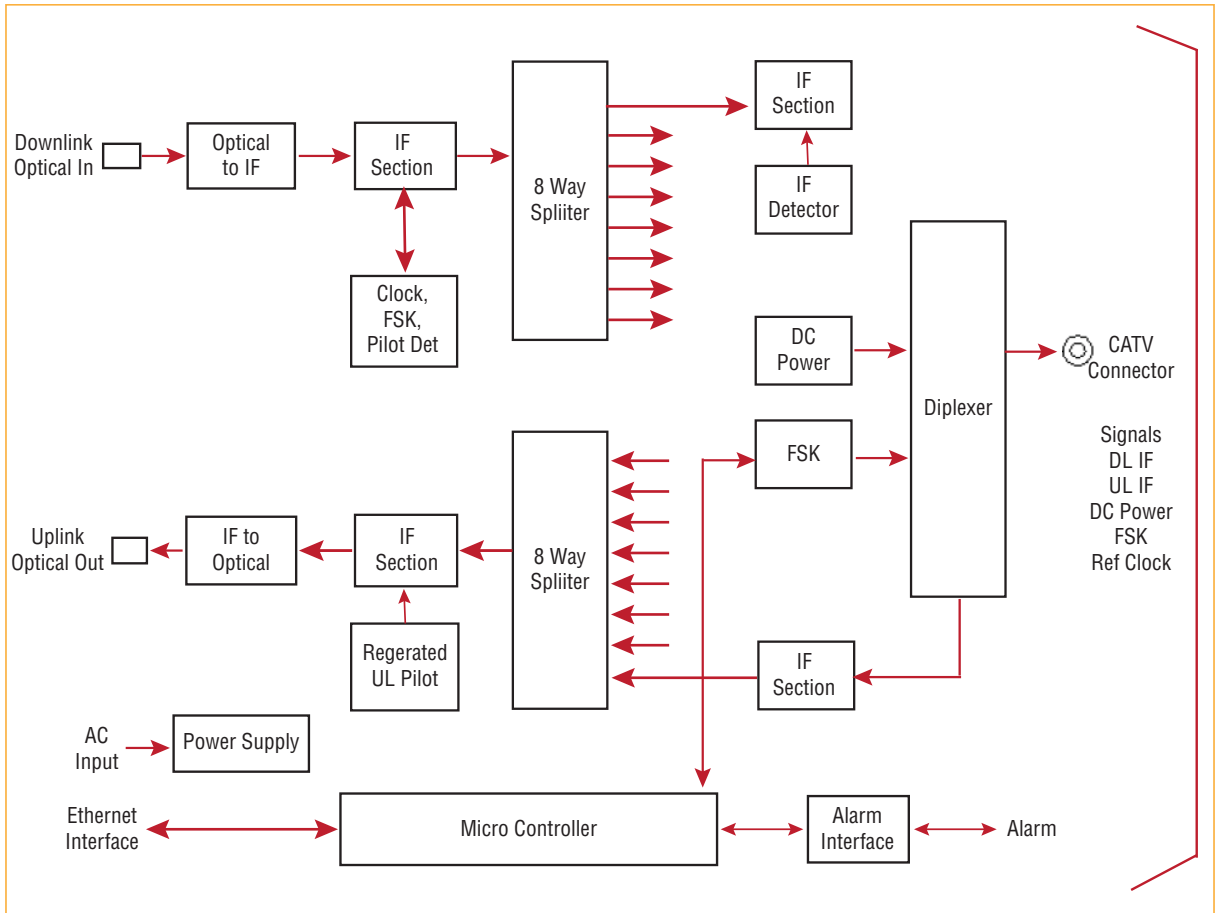 Downlink
Optical In
Optical
to IF
IF
Section
Clock,
FSK,
Pilot Det
8 Way
Spliiter
IF
Section
IF
Detector
DC
Power
FSK
Diplexer
CATV
Connector
Signals
DL IF
UL IF
DC Power
FSK
Ref Clock
Uplink
Optical Out
IF to
Optical
IF
Section
Regerated
UL Pilot
8 Way
Spliiter
IF
Section
AC
Input
Power Supply
Ethernet
Interface
Micro Controller
Alarm
Interface
Alarm